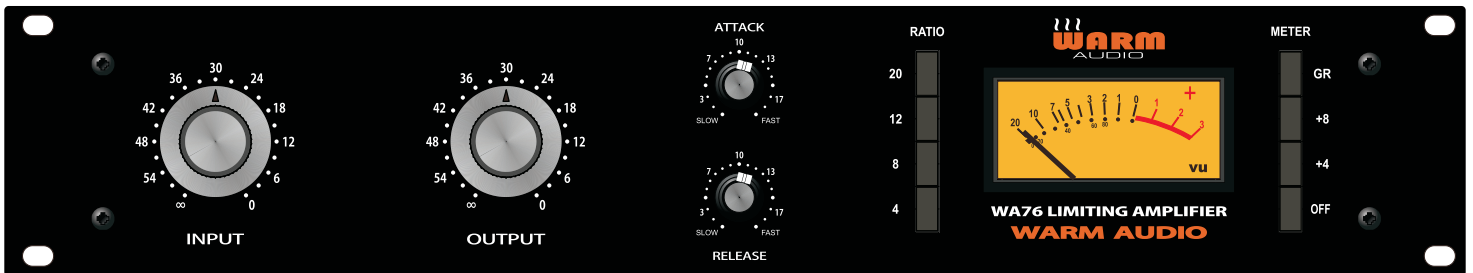 30
36
24
42
18
48
12
54
6
∞
0
INPUT
30
36
24
42
18
48
12
54
6
∞
0
OUTPUT
ATTACK
10
7
13
3
17
SLOW
FAST
10
7
13
3
17
SLOW
FAST
RELEASE
RATIO
20
12
8
4
WARM
AUDIO
20 10 7 5 3 2 1 0 1 2 3
+
40 60 80
vu
WA76 LIMITING AMPLIFIER
WARM AUDIO
METER
GR
+8
+4
OFF